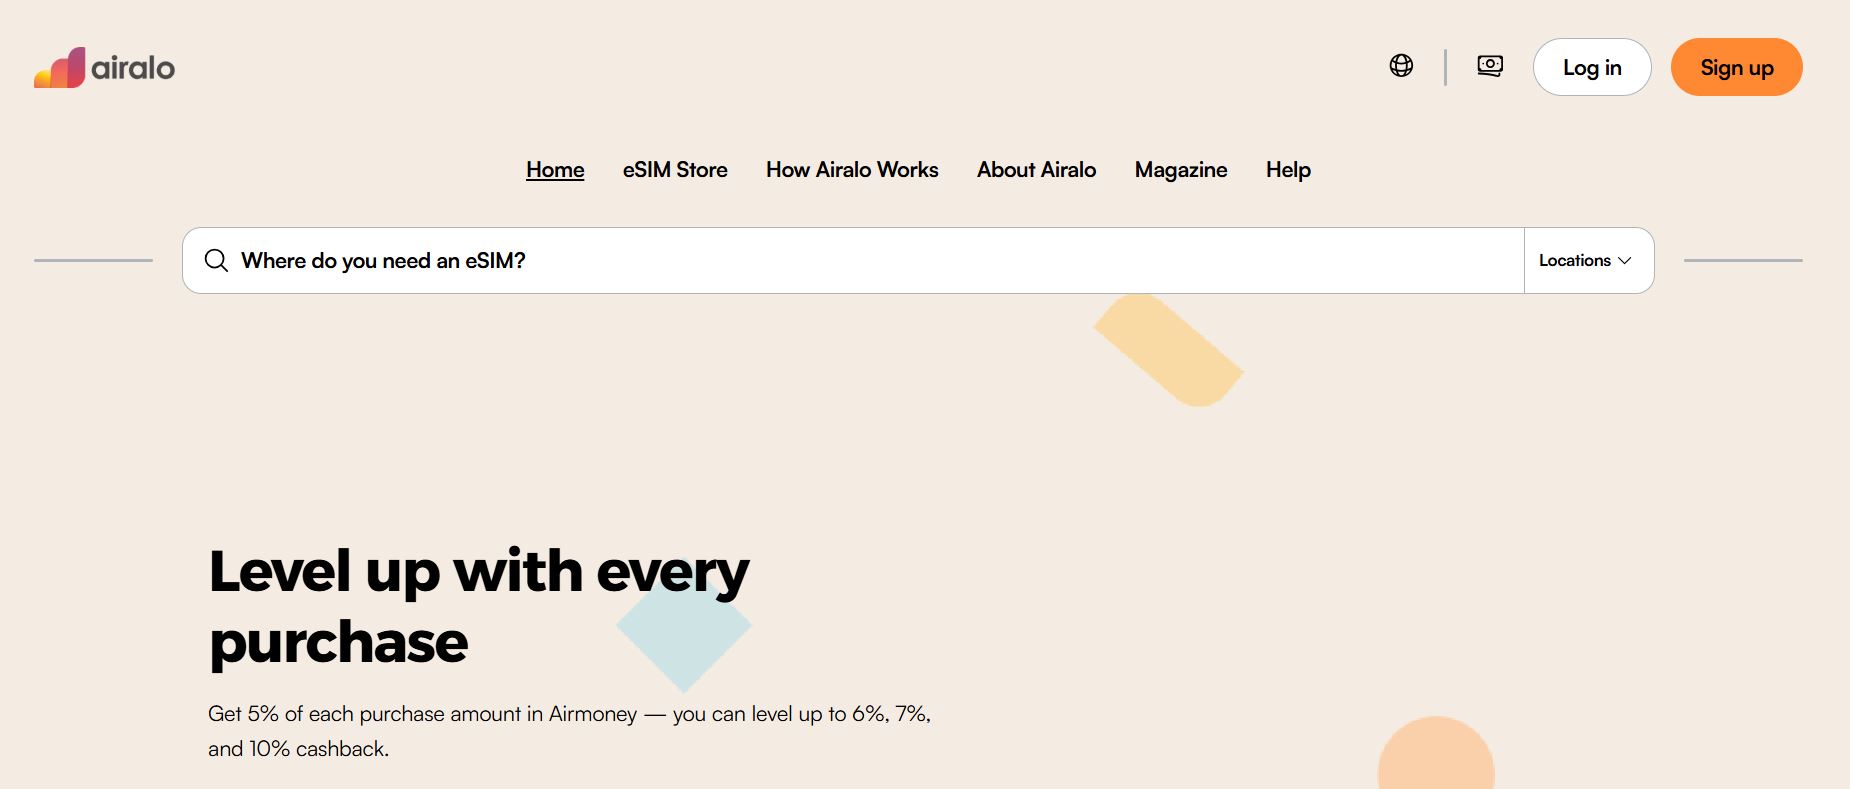 airalo
Log in
Sign up
Home
eSIM Store
How Airalo Works
About Airalo
Magazine
Help
Where do you need an eSIM?
Locations
Level up with every
purchase
Get 5% of each purchase amount in Airmoney — you can level up to 6%, 7%,
and 10% cashback.